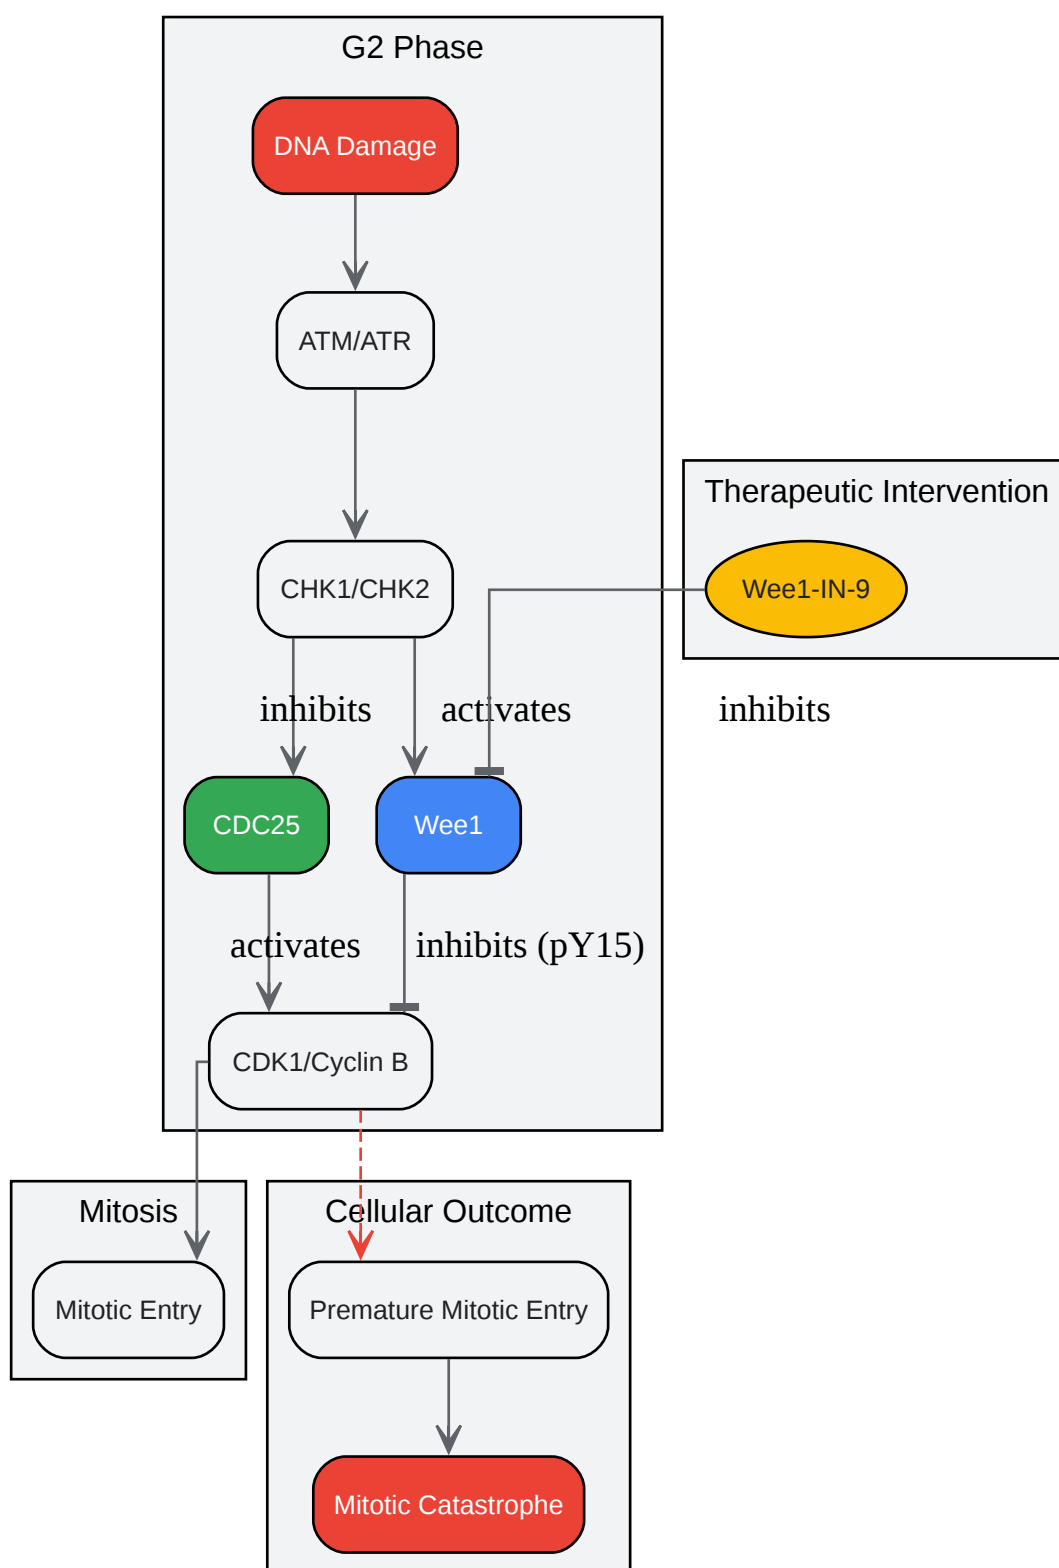 G2 Phase
DNA Damage
ATM/ATR
Therapeutic Intervention
CHK1/CHK2
Wee1-IN-9
inhibits
activates
inhibits
CDC25
Wee1
activates
inhibits (pY15)
CDK1/Cyclin B
Mitosis
Cellular Outcome
Mitotic Entry
Premature Mitotic Entry
Mitotic Catastrophe